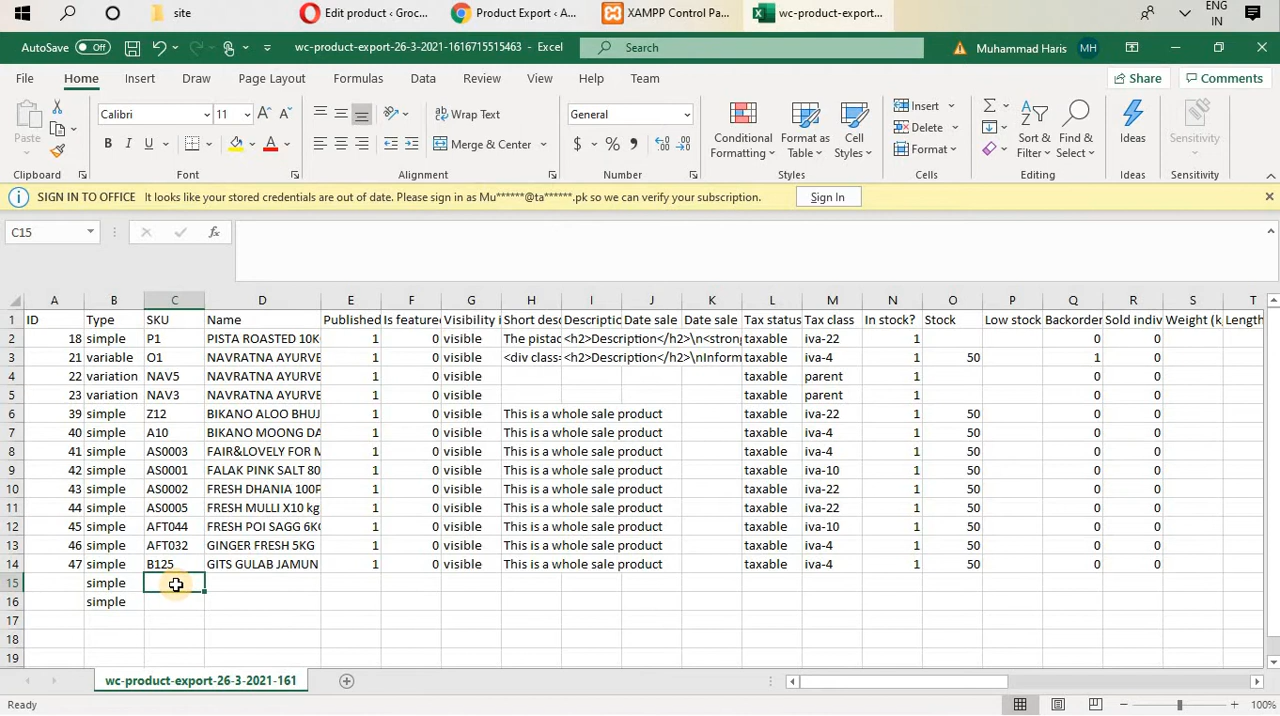 site
Edit product ‹ Groc...
Product Export ‹ A...
XAMPP Control Pa...
wc-product-export...
ENG
IN
AutoSave
Off
wc-product-export-26-3-2021-1616715515463 - Excel
Search
Muhammad Haris
MH
File Home Insert Draw Page Layout Formulas Data Review View Help Team
Share
Comments
Paste
Calibri
11
B I U
Wrap Text
Merge & Center
General
$ % ,
Conditional
Formatting
Format as
Table
Cell
Styles
Insert
Delete
Format
Sort &
Filter
Find &
Select
Ideas
Sensitivity
Clipboard Font Alignment Number Styles Cells Editing Ideas Sensitivity
SIGN IN TO OFFICE It looks like your stored credentials are out of date. Please sign in as Mu******@ta******.pk so we can verify your subscription. Sign In
C15
fx
A B C D E F G H I J K L M N O P Q R S T
1 ID Type SKU Name Published Is feature Visibility i Short des Descriptio Date sale Date sale Tax status Tax class In stock? Stock Low stock Backorder Sold indiv Weight (k Length
2 18 simple P1 PISTA ROASTED 10K 1 0 visible The pistac <h2>Description</h2>\n<strong taxable iva-22 1 0 0
3 21 variable O1 NAVRATNA AYURVE 1 0 visible <div class= <h2>Description</h2>\nInform taxable iva-4 1 50 1 0
4 22 variation NAV5 NAVRATNA AYURVE 1 0 visible taxable parent 1 0 0
5 23 variation NAV3 NAVRATNA AYURVE 1 0 visible taxable parent 1 0 0
6 39 simple Z12 BIKANO ALOO BHUJ 1 0 visible This is a whole sale product taxable iva-22 1 50 0 0
7 40 simple A10 BIKANO MOONG DA 1 0 visible This is a whole sale product taxable iva-4 1 50 0 0
8 41 simple AS0003 FAIR&LOVELY FOR M 1 0 visible This is a whole sale product taxable iva-4 1 50 0 0
9 42 simple AS0001 FALAK PINK SALT 80 1 0 visible This is a whole sale product taxable iva-10 1 50 0 0
10 43 simple AS0002 FRESH DHANIA 100P 1 0 visible This is a whole sale product taxable iva-22 1 50 0 0
11 44 simple AS0005 FRESH MULLI X10 kg 1 0 visible This is a whole sale product taxable iva-22 1 50 0 0
12 45 simple AFT044 FRESH POI SAGG 6KG 1 0 visible This is a whole sale product taxable iva-10 1 50 0 0
13 46 simple AFT032 GINGER FRESH 5KG 1 0 visible This is a whole sale product taxable iva-4 1 50 0 0
14 47 simple B125 GITS GULAB JAMUN 1 0 visible This is a whole sale product taxable iva-4 1 50 0 0
15 simple
16 simple
17
18
19
wc-product-export-26-3-2021-161
Ready
100%